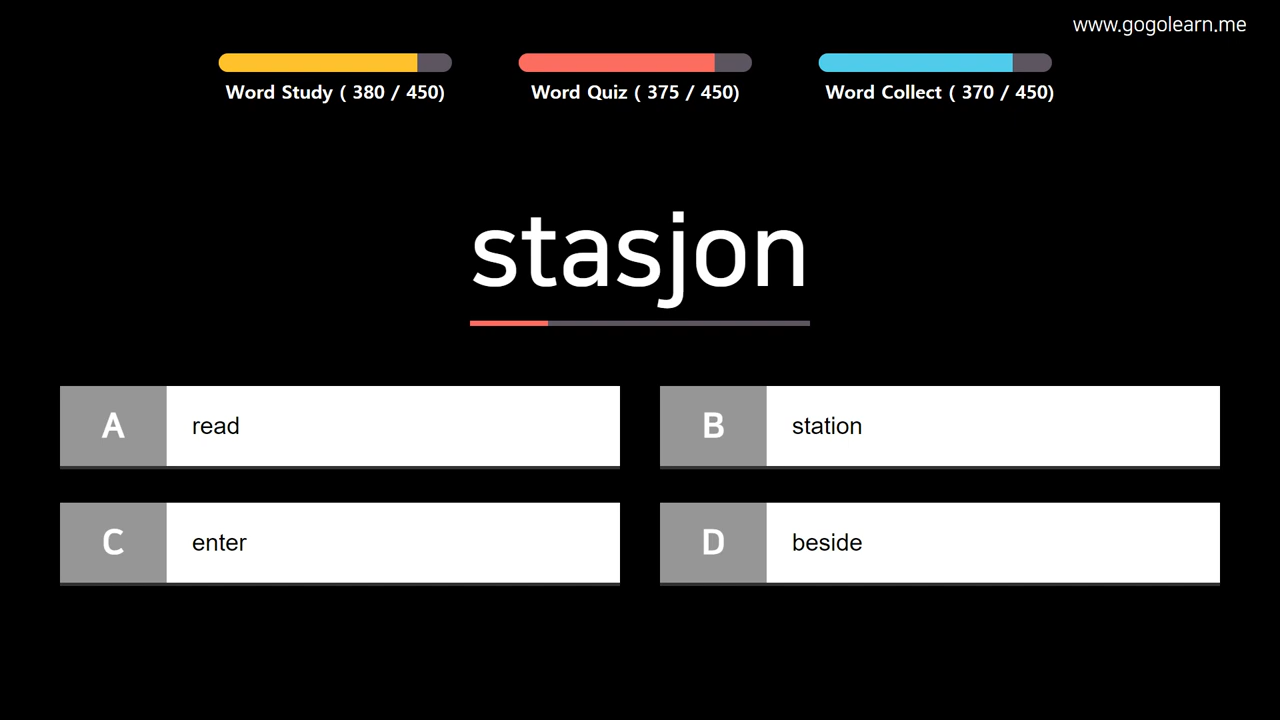 www.gogolearn.me
Word Study ( 380 / 450)
Word Quiz ( 375 / 450)
Word Collect ( 370 / 450)
stasjon
A read
B station
C enter
D beside